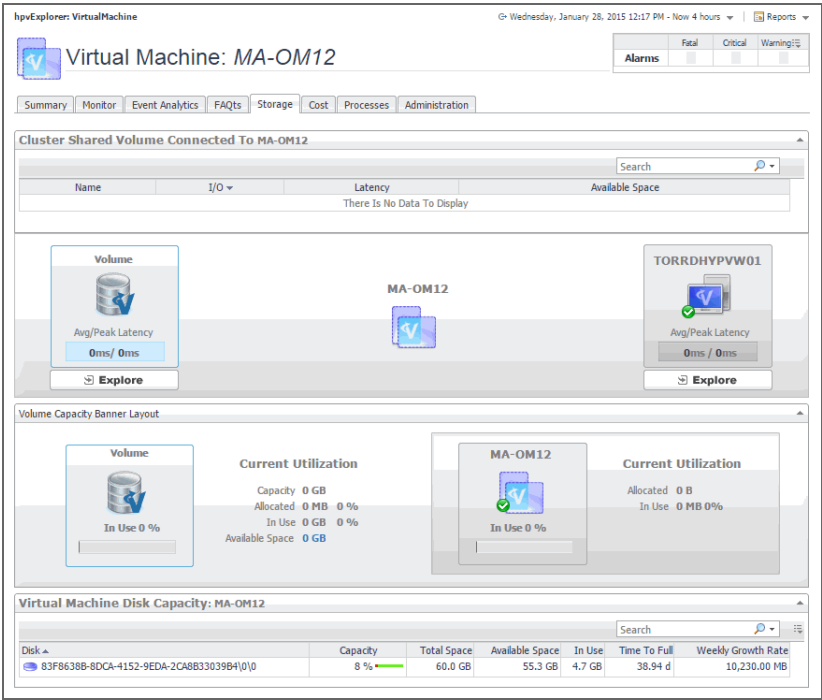 hpvExplorer: VirtualMachine
Wednesday, January 28, 2015 12:17 PM - Now 4 hours
Reports
Virtual Machine: MA-OM12
Fatal Critical Warning
Alarms
Summary Monitor Event Analytics FAQts Storage Cost Processes Administration
Cluster Shared Volume Connected To MA-OM12
Search
Name I/O Latency Available Space
There Is No Data To Display
Volume MA-OM12 TORRDHYPVW01
Avg/Peak Latency Avg/Peak Latency
0ms/ 0ms 0ms / 0ms
Explore Explore
Volume Capacity Banner Layout
Volume
In Use 0 %
Current Utilization
Capacity 0 GB
Allocated 0 MB 0 %
In Use 0 GB 0 %
Available Space 0 GB
MA-OM12
In Use 0 %
Current Utilization
Allocated 0 B
In Use 0 MB 0%
Virtual Machine Disk Capacity: MA-OM12
Search
Disk Capacity Total Space Available Space In Use Time To Full Weekly Growth Rate
83F8638B-8DCA-4152-9EDA-2CA8B33039B4\0\0 8 % 60.0 GB 55.3 GB 4.7 GB 38.94 d 10,230.00 MB